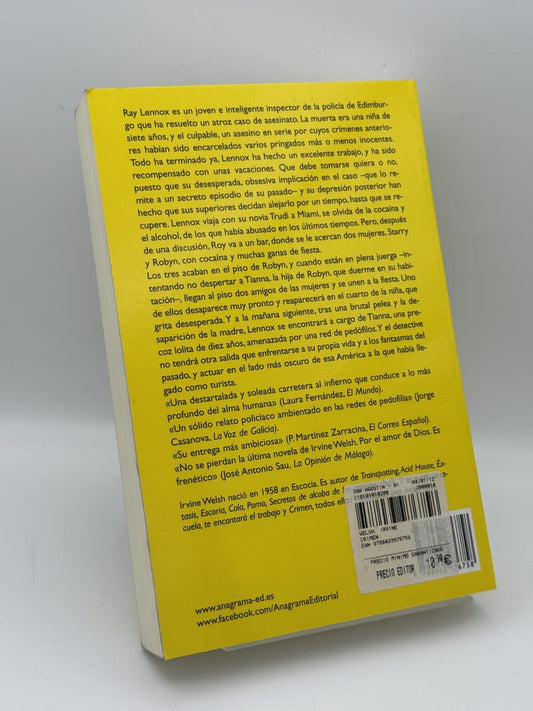 Ray Lennox es un joven e inteligente inspector de la policía de Edimbur-
go que ha resuelto un atroz caso de asesinato. La muerta era una niña de
siete años, y el culpable, un asesino en serie por cuyos crímenes anterio-
res habían sido encarcelados varios pringados más o menos inocentes.
Todo ha terminado ya, Lennox ha hecho un excelente trabajo, y ha sido
recompensado con unas vacaciones. Que debe tomarse quiera o no,
puesto que su desesperada, obsesiva implicación en el caso –que lo re-
mite a un secreto episodio de su pasado– y su depresión posterior han
hecho que sus superiores decidan alejarlo por un tiempo, hasta que se re-
cupere. Lennox viaja con su novia Trudi a Miami, se olvida de la cocaína y
el alcohol, de los que había abusado en los últimos tiempos. Pero, después
de una discusión, Roy va a un bar, donde se le acercan dos mujeres, Starry
y Robyn, con cocaína y muchas ganas de fiesta.
Los tres acaban en el piso de Robyn, y cuando están en plena juerga –in-
tentando no despertar a Tianna, la hija de Robyn, que duerme en su habi-
tación–, llegan al piso dos amigos de las mujeres y se unen a la fiesta. Uno
de ellos desaparece muy pronto y reaparecerá en el cuarto de la niña, que
grita desesperada. Y a la mañana siguiente, tras una brutal pelea y la de-
saparición de la madre, Lennox se encontrará a cargo de Tianna, una pre-
coz lolita de diez años, amenazada por una red de pedófilos. Y el detective
no tendrá otra salida que enfrentarse a su propia vida y a los fantasmas del
pasado, y actuar en el lado más oscuro de esa América a la que había lle-
gado como turista.
«Una destartalada y soleada carretera al infierno que conduce a lo más
profundo del alma humana» (Laura Fernández, El Mundo).
«Un sólido relato policiaco ambientado en las redes de pedofilia» (Jorge
Casanova, La Voz de Galicia).
«Su entrega más ambiciosa» (P. Martínez Zarracina, El Correo Español).
«No se pierdan la última novela de Irvine Welsh. Por el amor de Dios. Es
frenético» (José Antonio Sau, La Opinión de Málaga).
Irvine Welsh nació en 1958 en Escocia. Es autor de Trainspotting, Acid House, Éx-
tasis, Escoria, Cola, Porno, Secretos de alcoba de
cuela, te encantará el trabajo y Crimen, todos ell
SAN AGUSTIN - 01 04/01/12
210101010200 3000018
WELSH, IRVINE
CRIMEN
EAN 9788433976758
PRECIO MINIMO GARANTIZADO
PRECIO EDITOR 10,90 €
6758
www.anagrama-ed.es
www.facebook.com/AnagramaEditorial